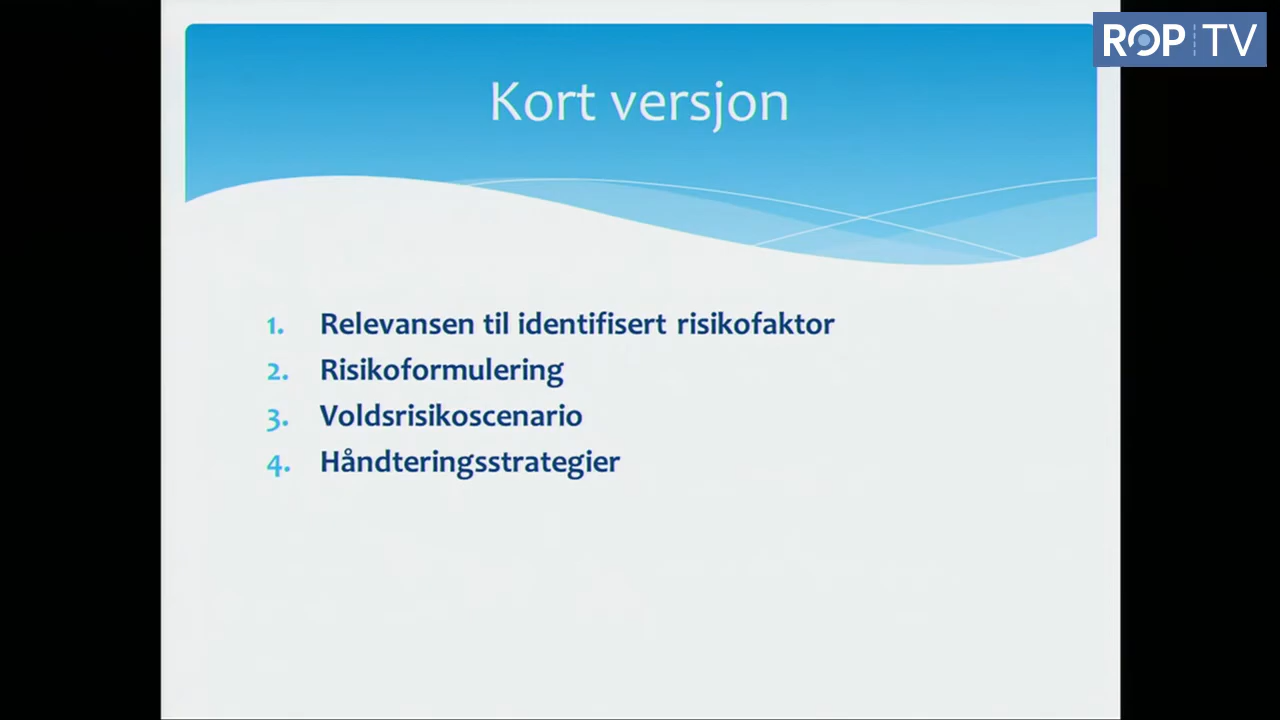 ROP TV
Kort versjon
1. Relevansen til identifisert risikofaktor
2. Risikoformulering
3. Voldsrisikoscenario
4. Håndteringsstrategier